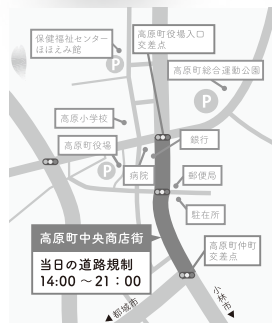 保健福祉センター
ほほえみ館
高原町役場入口
交差点
P
高原町総合運動公園
P
高原小学校
高原町役場
銀行
P
病院
郵便局
駐在所
高原町中央商店街
当日の道路規制
14:00 ~ 21:00
高原町仲町
交差点
都城市
小林市